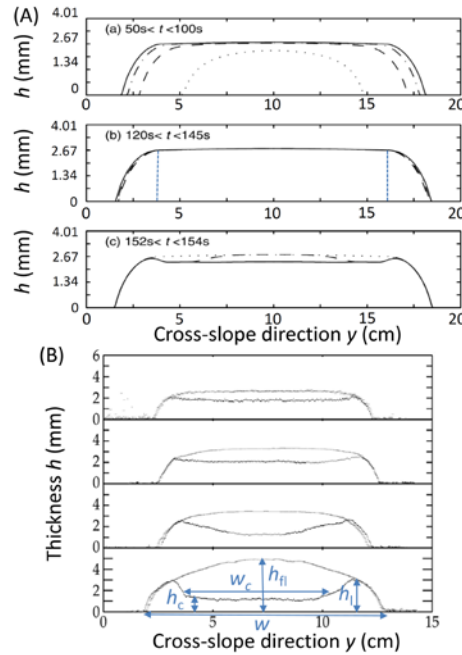 (A)
4.01
(a) 50s< t <100s
2.67
1.34
0
0 5 10 15 20
h (mm)
4.01
(b) 120s < t <145s
2.67
1.34
0
0 5 10 15 20
h (mm)
4.01
(c) 152s< t <154s
2.67
1.34
0
0 5 10 15 20
h (mm)
Cross-slope direction y (cm)
(B)
6
4
2
0
4
2
0
4
2
0
4
2
0
Thickness h (mm)
hc
wc
hfl
hl
w
0 5 10 15
Cross-slope direction y (cm)